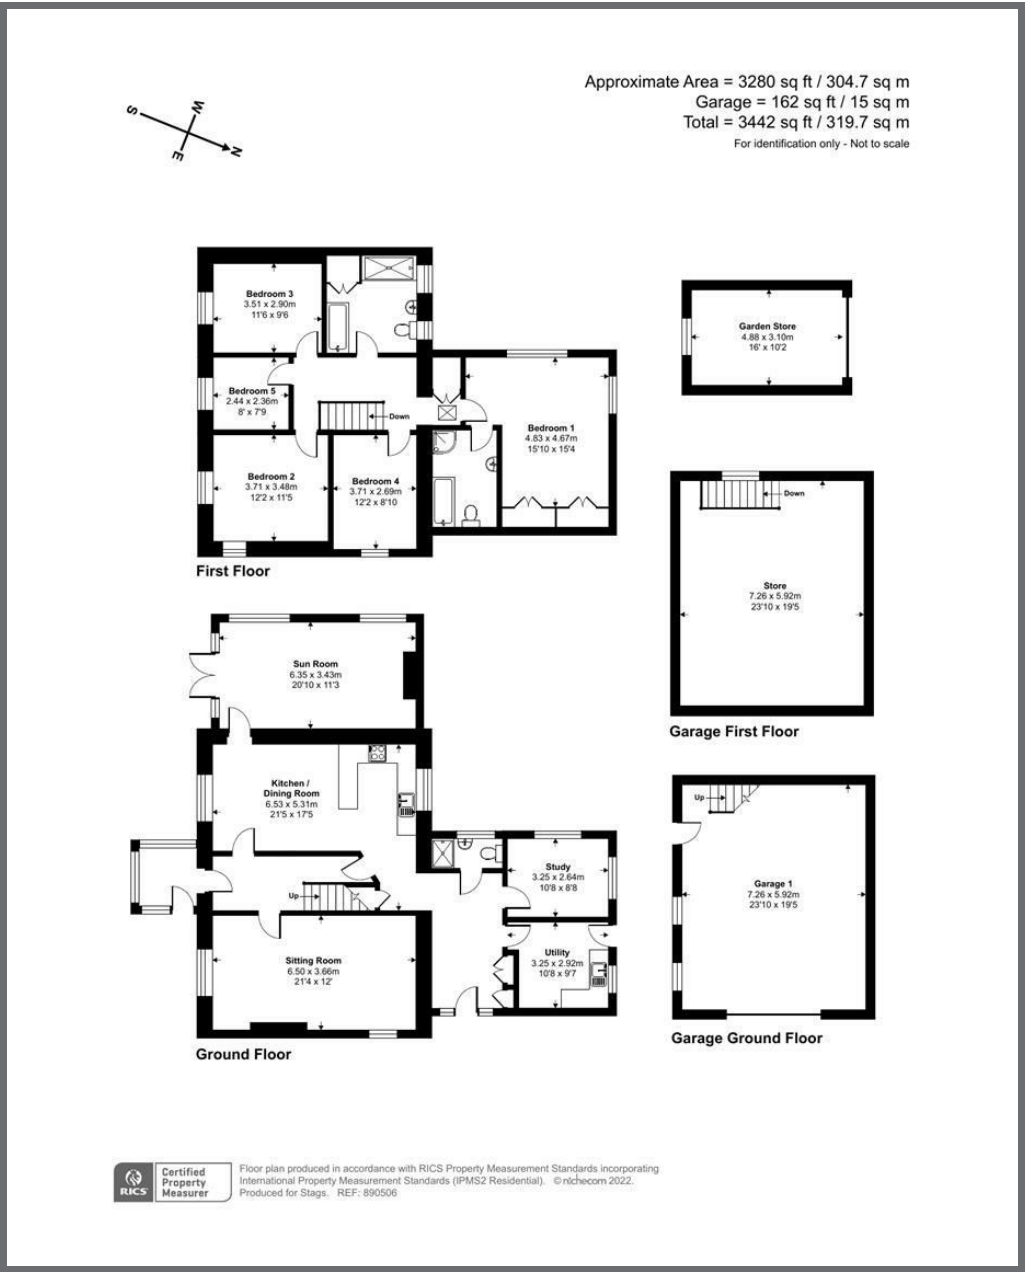 Approximate Area = 3280 sq ft / 304.7 sq m
Garage = 162 sq ft / 15 sq m
Total = 3442 sq ft / 319.7 sq m
For identification only - Not to scale
S
W
E
N
Bedroom 3
3.51 x 2.90m
11'6 x 9'6
Bedroom 5
2.44 x 2.36m
8' x 7'9
Down
Bedroom 1
4.83 x 4.67m
15'10 x 15'4
Bedroom 2
3.71 x 3.48m
12'2 x 11'5
Bedroom 4
3.71 x 2.69m
12'2 x 8'10
First Floor
Garden Store
4.88 x 3.10m
16' x 10'2
Down
Store
7.26 x 5.92m
23'10 x 19'5
Garage First Floor
Sun Room
6.35 x 3.43m
20'10 x 11'3
Kitchen /
Dining Room
6.53 x 5.31m
21'5 x 17'5
Study
3.25 x 2.64m
10'8 x 8'8
Up
Utility
3.25 x 2.92m
10'8 x 9'7
Sitting Room
6.50 x 3.66m
21'4 x 12'
Ground Floor
Up
Garage 1
7.26 x 5.92m
23'10 x 19'5
Garage Ground Floor
RICS
Certified
Property
Measurer
Floor plan produced in accordance with RICS Property Measurement Standards incorporating
International Property Measurement Standards (IPMS2 Residential). © nichecom 2022.
Produced for Stags. REF: 890506